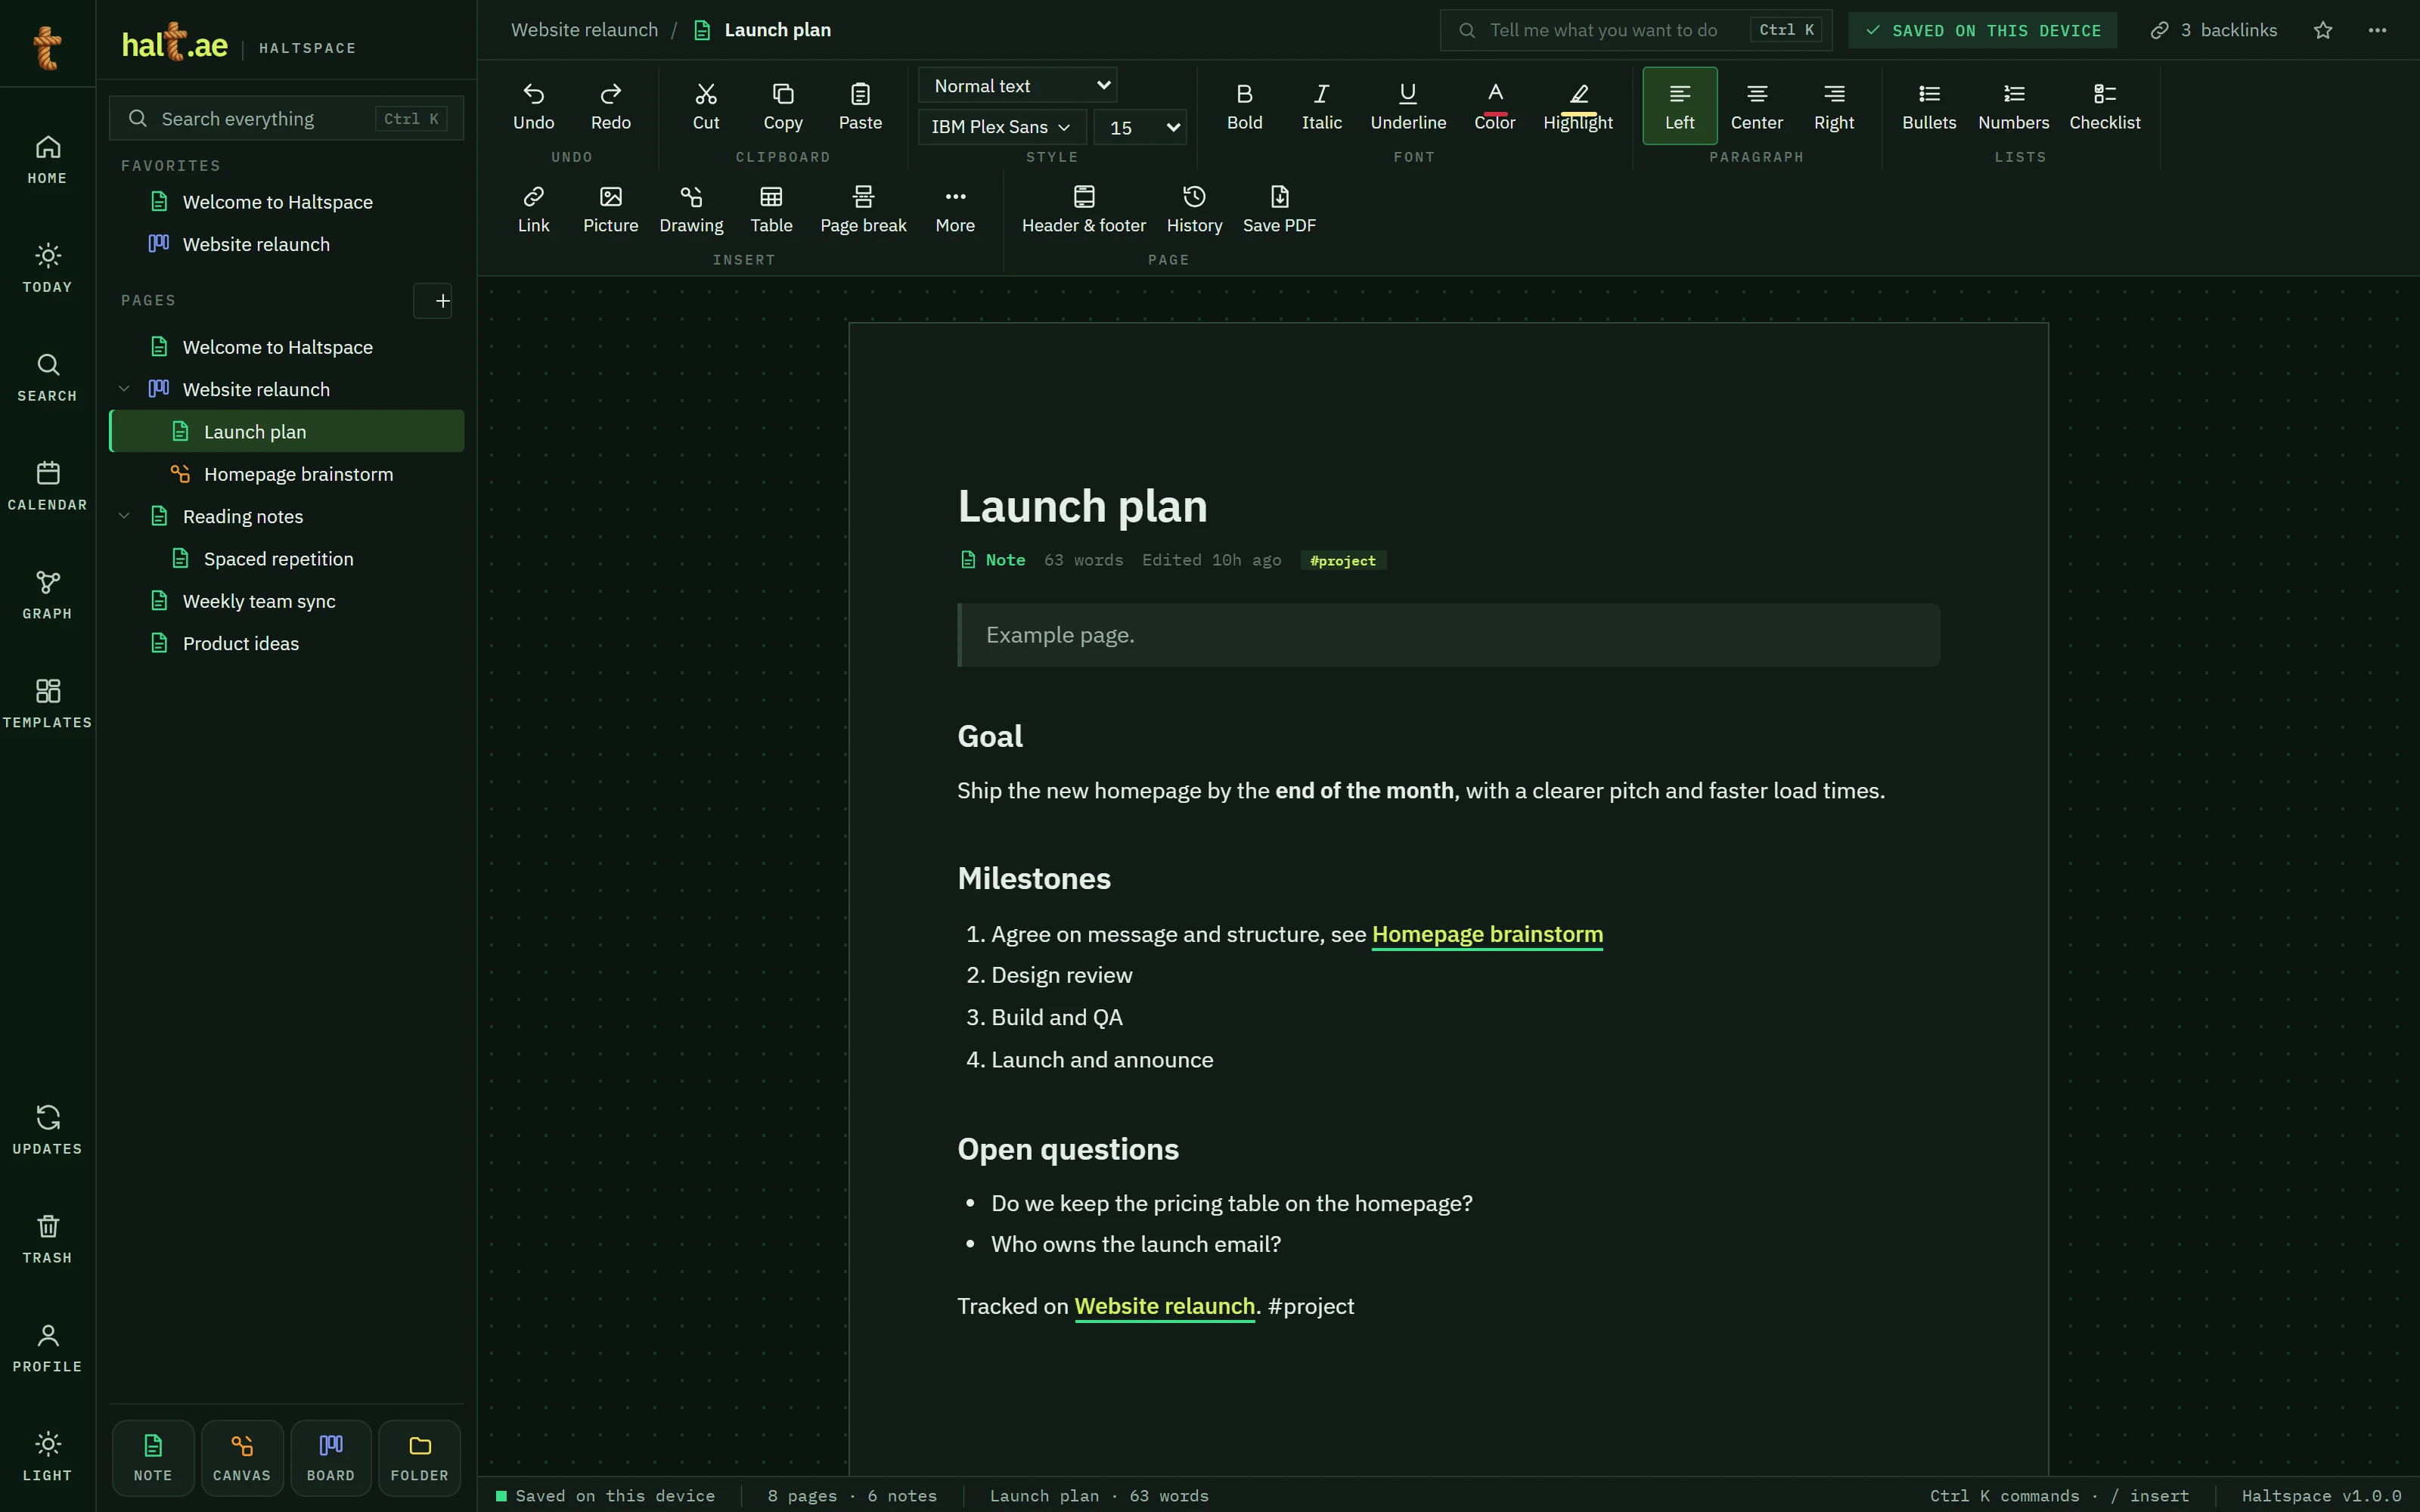 halt.ae | HALTSPACE
Website relaunch / Launch plan
Tell me what you want to do Ctrl K
SAVED ON THIS DEVICE
3 backlinks
HOME
TODAY
SEARCH
CALENDAR
GRAPH
TEMPLATES
UPDATES
TRASH
PROFILE
LIGHT
Search everything Ctrl K
FAVORITES
Welcome to Haltspace
Website relaunch
PAGES +
Welcome to Haltspace
Website relaunch
Launch plan
Homepage brainstorm
Reading notes
Spaced repetition
Weekly team sync
Product ideas
NOTE CANVAS BOARD FOLDER
Undo Redo
UNDO
Cut Copy Paste
CLIPBOARD
Normal text
IBM Plex Sans 15
STYLE
Bold Italic Underline Color Highlight
FONT
Left Center Right
PARAGRAPH
Bullets Numbers Checklist
LISTS
Link Picture Drawing Table Page break More
INSERT
Header & footer History Save PDF
PAGE
Launch plan
Note 63 words Edited 10h ago #project
Example page.
Goal
Ship the new homepage by the end of the month, with a clearer pitch and faster load times.
Milestones
1. Agree on message and structure, see Homepage brainstorm
2. Design review
3. Build and QA
4. Launch and announce
Open questions
• Do we keep the pricing table on the homepage?
• Who owns the launch email?
Tracked on Website relaunch. #project
Saved on this device 8 pages · 6 notes Launch plan · 63 words Ctrl K commands · / insert Haltspace v1.0.0